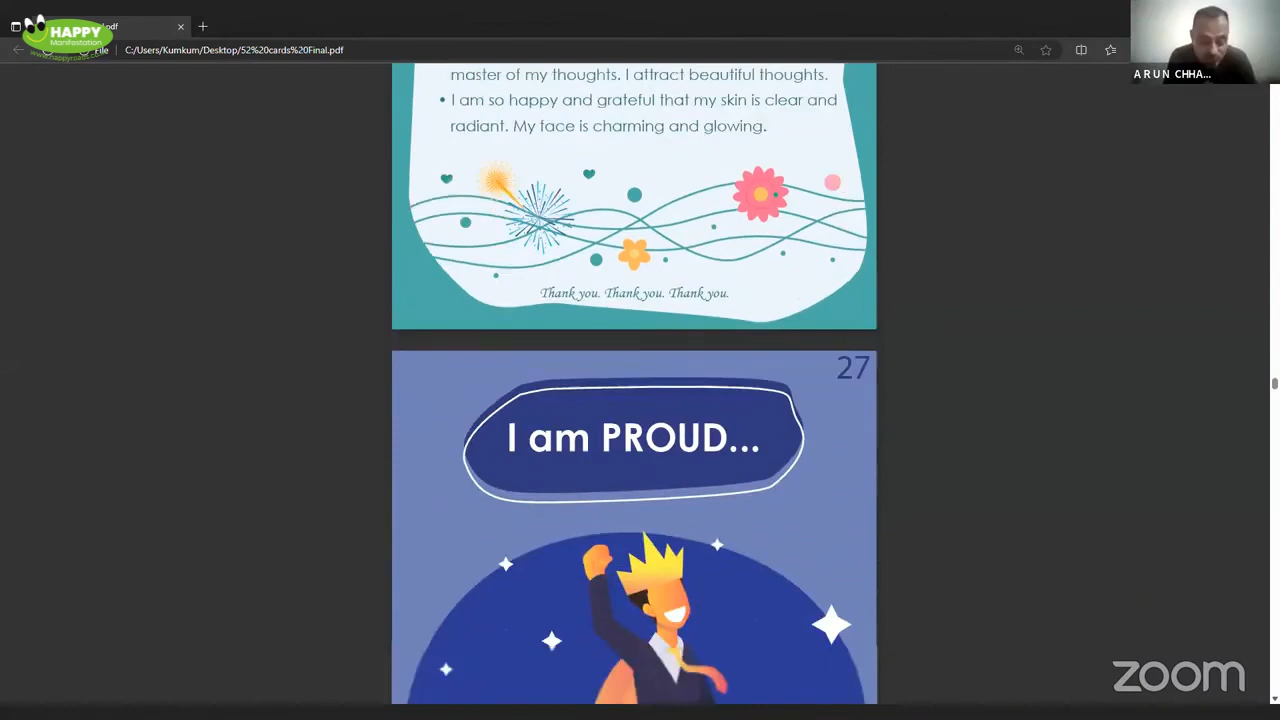 .pdf
HAPPY
Manifestation
File
C:/Users/Kumkum/Desktop/52%20cards%20Final.pdf
ARUN CHHA...
master of my thoughts. I attract beautiful thoughts.
• I am so happy and grateful that my skin is clear and
radiant. My face is charming and glowing.
Thank you. Thank you. Thank you.
27
I am PROUD...
zoom